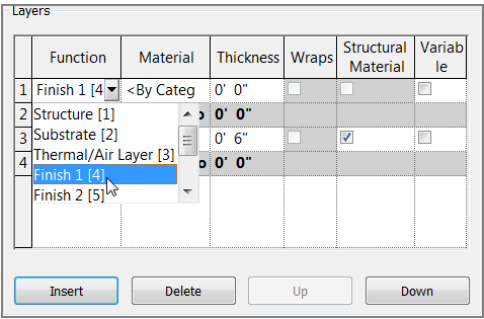 Layers
Function Material Thickness Wraps Structural Material Variab le
1 Finish 1 [4 <By Categ 0' 0"
2 Structure [1] o 0' 0"
3 Substrate [2] 0' 6"
Thermal/Air Layer [3]
4 Finish 1 [4] o 0' 0"
Finish 2 [5]
Insert Delete Up Down